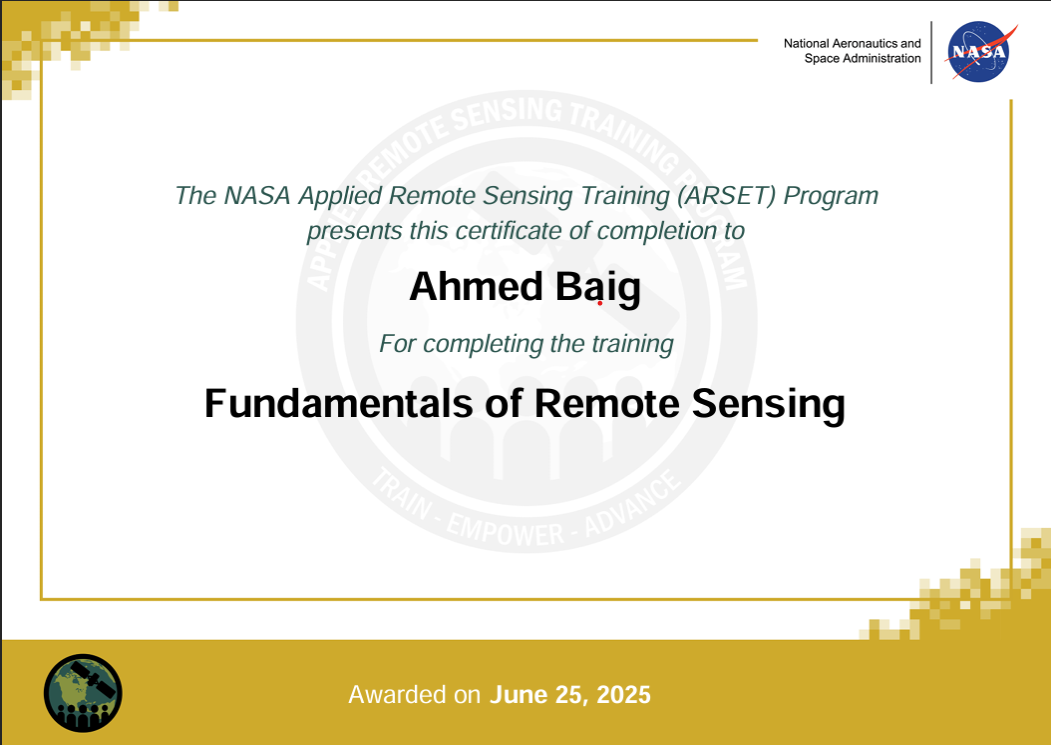 National Aeronautics and
Space Administration
NASA
APPLIED REMOTE SENSING TRAINING PROGRAM
The NASA Applied Remote Sensing Training (ARSET) Program
presents this certificate of completion to
Ahmed Baig
For completing the training
Fundamentals of Remote Sensing
TRAIN - EMPOWER - ADVANCE
Awarded on June 25, 2025